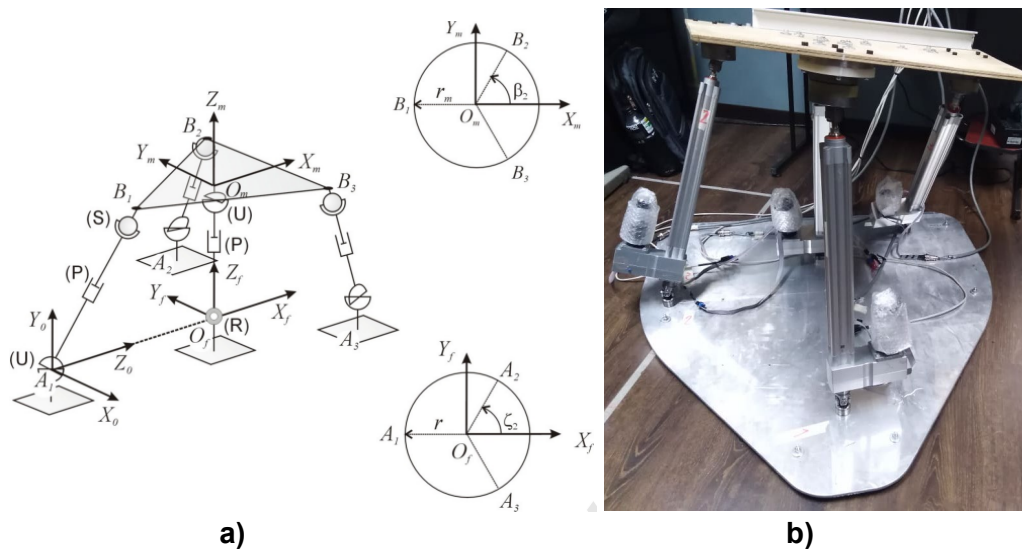 Y_m
B_2
B_1
r_m
β_2
O_m
X_m
B_3
Z_m
B_2
Y_m
X_m
B_1
O_m
B_3
(S)
(U)
(P)
(P)
A_2
Z_f
Y_f
X_f
(R)
O_f
A_3
Y_0
(U)
A_1
Z_0
X_0
Y_f
A_2
A_1
r
ζ_2
X_f
O_f
A_3
a)
b)